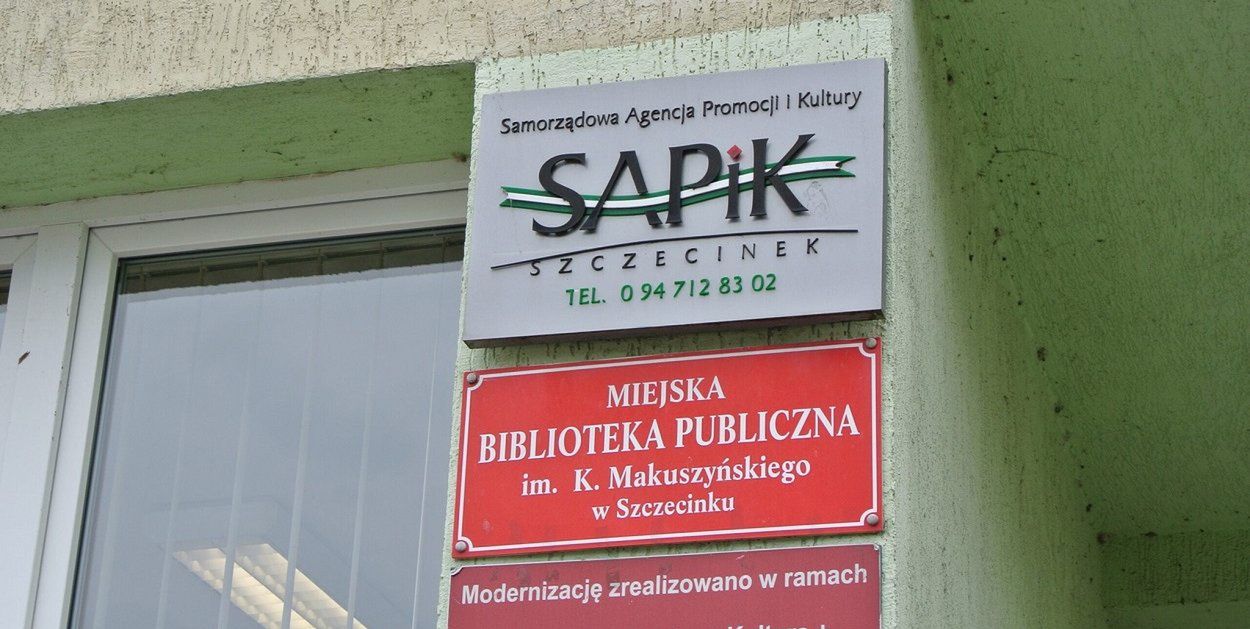 Samorządowa Agencja Promocji i Kultury
SAPiK
SZCZECINEK
TEL. 0 94 712 83 02
MIEJSKA
BIBLIOTEKA PUBLICZNA
im. K. Makuszyńskiego
w Szczecinku
Modernizację zrealizowano w ramach